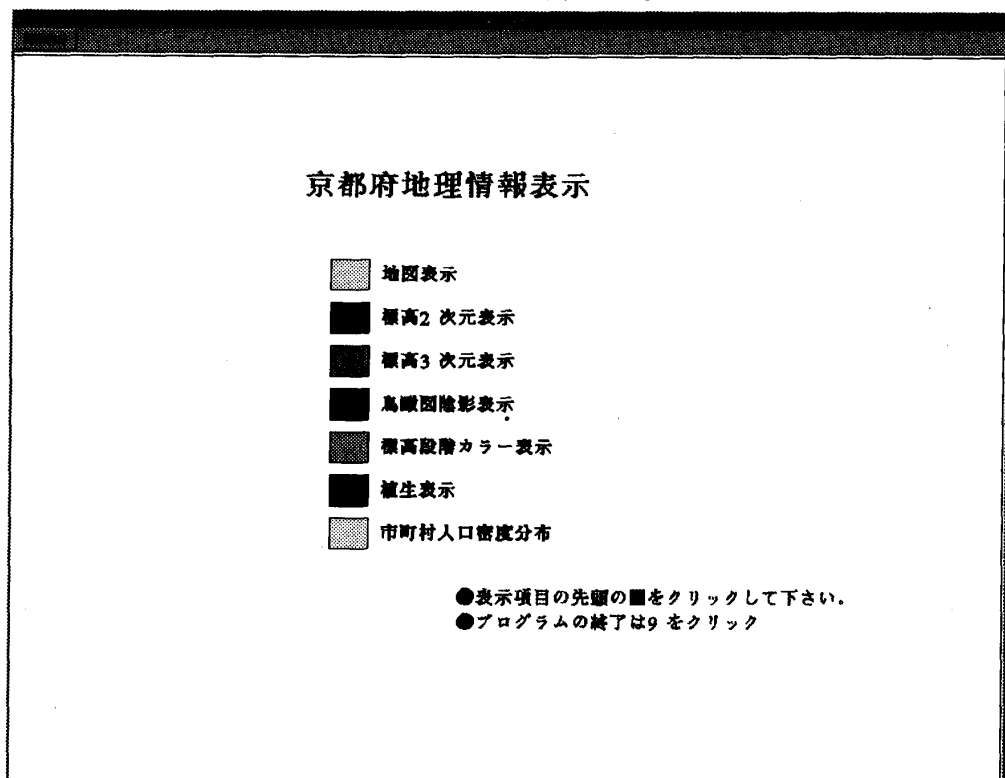 京都府地理情報表示
地図表示
標高2 次元表示
標高3 次元表示
鳥瞰図陰影表示
標高段階カラー表示
植生表示
市町村人口密度分布
●表示項目の先頭の■をクリックして下さい。
●プログラムの終了は9 をクリック